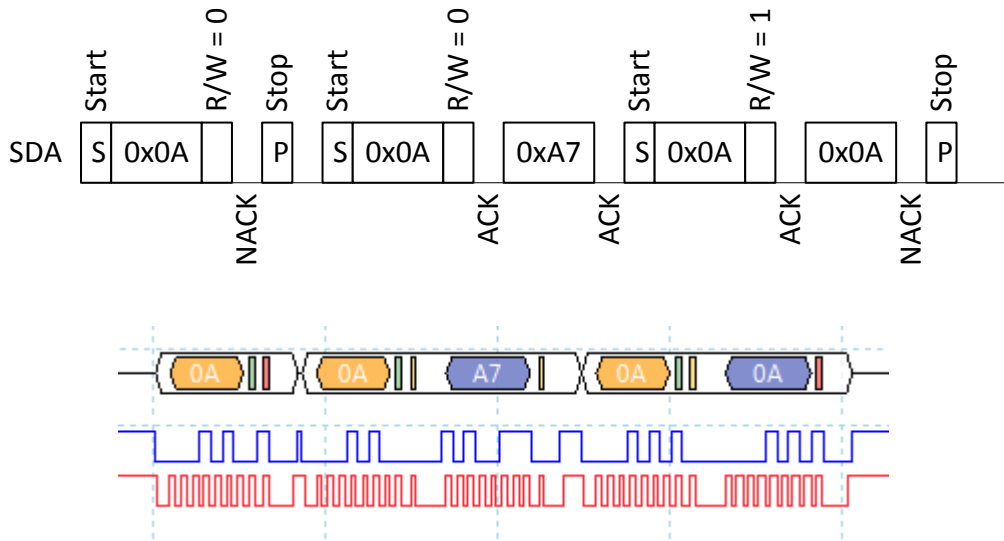 Start R/W = 0 Stop Start R/W = 0 Start R/W = 1 Stop
SDA S 0x0A P S 0x0A 0xA7 S 0x0A 0x0A P
NACK ACK ACK ACK NACK
0A 0A A7 0A 0A